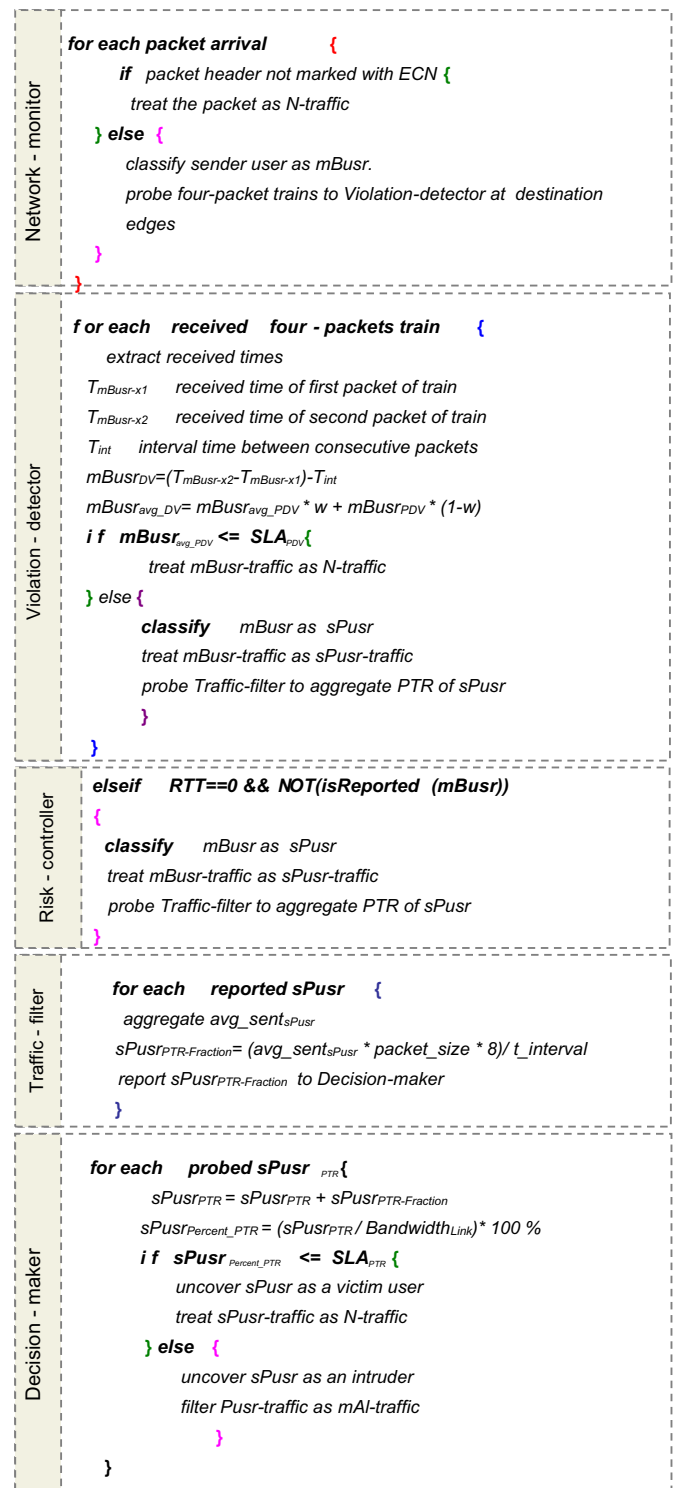 Network - monitor
for each packet arrival {
if packet header not marked with ECN {
treat the packet as N-traffic
} else {
classify sender user as mBusr.
probe four-packet trains to Violation-detector at destination
edges
}
}
Violation - detector
f or each received four - packets train {
extract received times
TmBusr-x1 received time of first packet of train
TmBusr-x2 received time of second packet of train
Tint interval time between consecutive packets
mBusrDV=(TmBusr-x2-TmBusr-x1)-Tint
mBusravg_DV= mBusravg_PDV * w + mBusrPDV * (1-w)
i f mBusravg_PDV <= SLAPDV{
treat mBusr-traffic as N-traffic
} else {
classify mBusr as sPusr
treat mBusr-traffic as sPusr-traffic
probe Traffic-filter to aggregate PTR of sPusr
}
}
Risk - controller
elseif RTT==0 && NOT(isReported (mBusr))
{
classify mBusr as sPusr
treat mBusr-traffic as sPusr-traffic
probe Traffic-filter to aggregate PTR of sPusr
}
Traffic - filter
for each reported sPusr {
aggregate avg_sentsPusr
sPusrPTR-Fraction= (avg_sentsPusr * packet_size * 8)/ t_interval
report sPusrPTR-Fraction to Decision-maker
}
Decision - maker
for each probed sPusr PTR{
sPusrPTR = sPusrPTR + sPusrPTR-Fraction
sPusrPercent_PTR = (sPusrPTR / BandwidthLink)* 100 %
i f sPusr Percent_PTR <= SLAPTR {
uncover sPusr as a victim user
treat sPusr-traffic as N-traffic
} else {
uncover sPusr as an intruder
filter Pusr-traffic as mAl-traffic
}
}